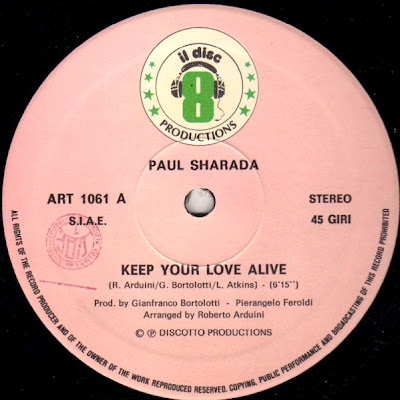 il disc
8
PRODUCTIONS
PAUL SHARADA
ART 1061 A
S.I.A.E.
STEREO
45 GIRI
KEEP YOUR LOVE ALIVE
(R. Arduini/G. Bortolotti/L. Atkins) - (6'15'')
Prod. by Gianfranco Bortolotti - Pierangelo Feroldi
Arranged by Roberto Arduini
© ℗ DISCOTTO PRODUCTIONS
ALL RIGHTS OF THE RECORD PRODUCER AND OF THE OWNER OF THE WORK REPRODUCED RESERVED. COPYING, PUBLIC PERFORMANCE AND BROADCASTING OF THIS RECORD PROHIBITED